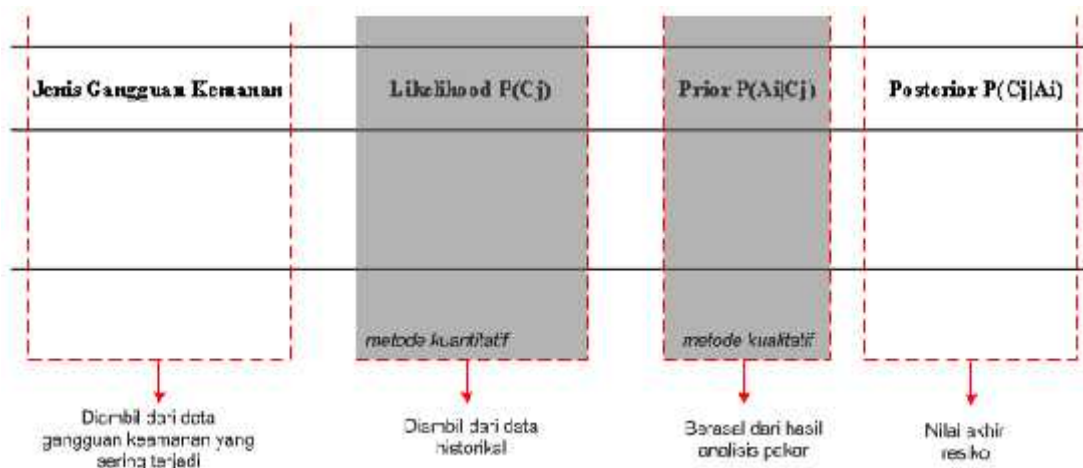 Jenis Gangguan Kemanan
Likelihood P(Cj)
Prior P(Ai|Cj)
Posterior P(Cj|Ai)
metode kuantitatif
metode kualitatif
Diambil dari data
gangguan keamanan yang
sering terjadi
Diambil dari data
historikal
Berasal dari hasil
analisis pakar
Nilai akhir
resiko